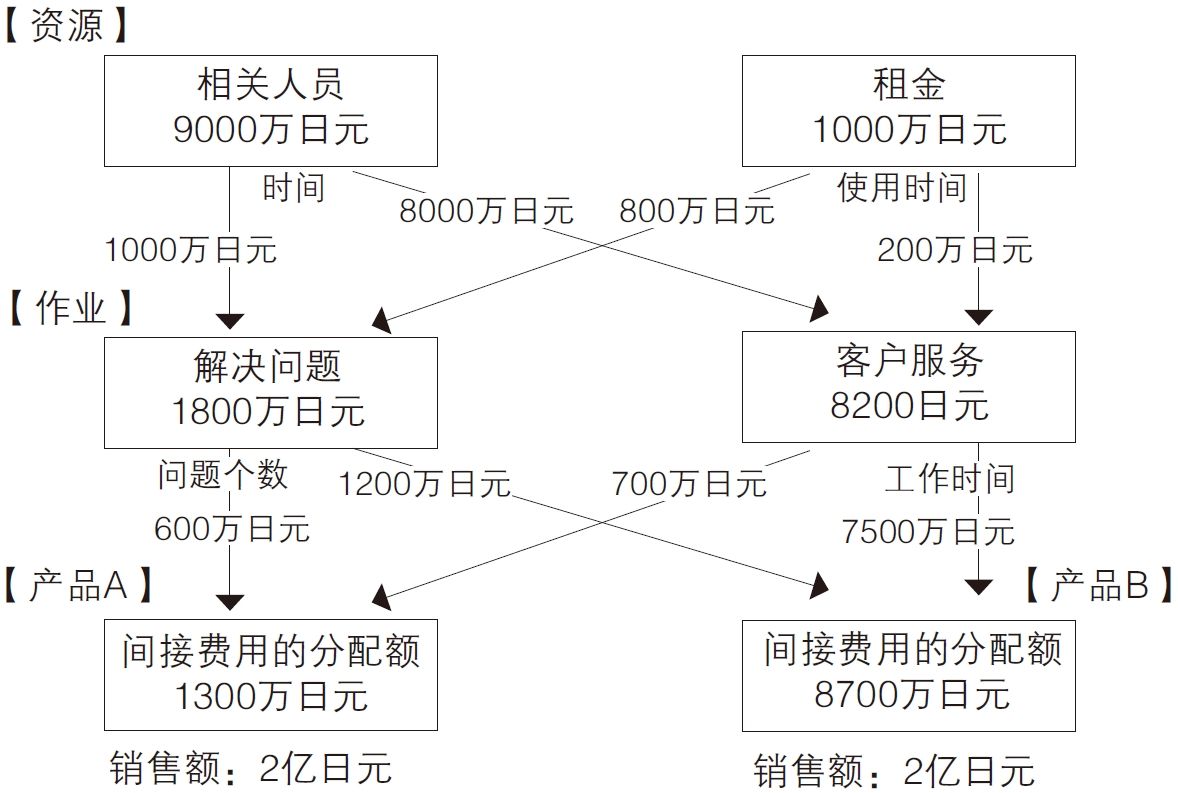 【 资源 】
相关人员
9000万日元
租金
1000万日元
时间
使用时间
8000万日元
800万日元
1000万日元
200万日元
【 作业 】
解决问题
1800万日元
客户服务
8200日元
问题个数
1200万日元
700万日元
工作时间
600万日元
7500万日元
【 产品A 】
【 产品B 】
间接费用的分配额
1300万日元
间接费用的分配额
8700万日元
销售额：2亿日元
销售额：2亿日元